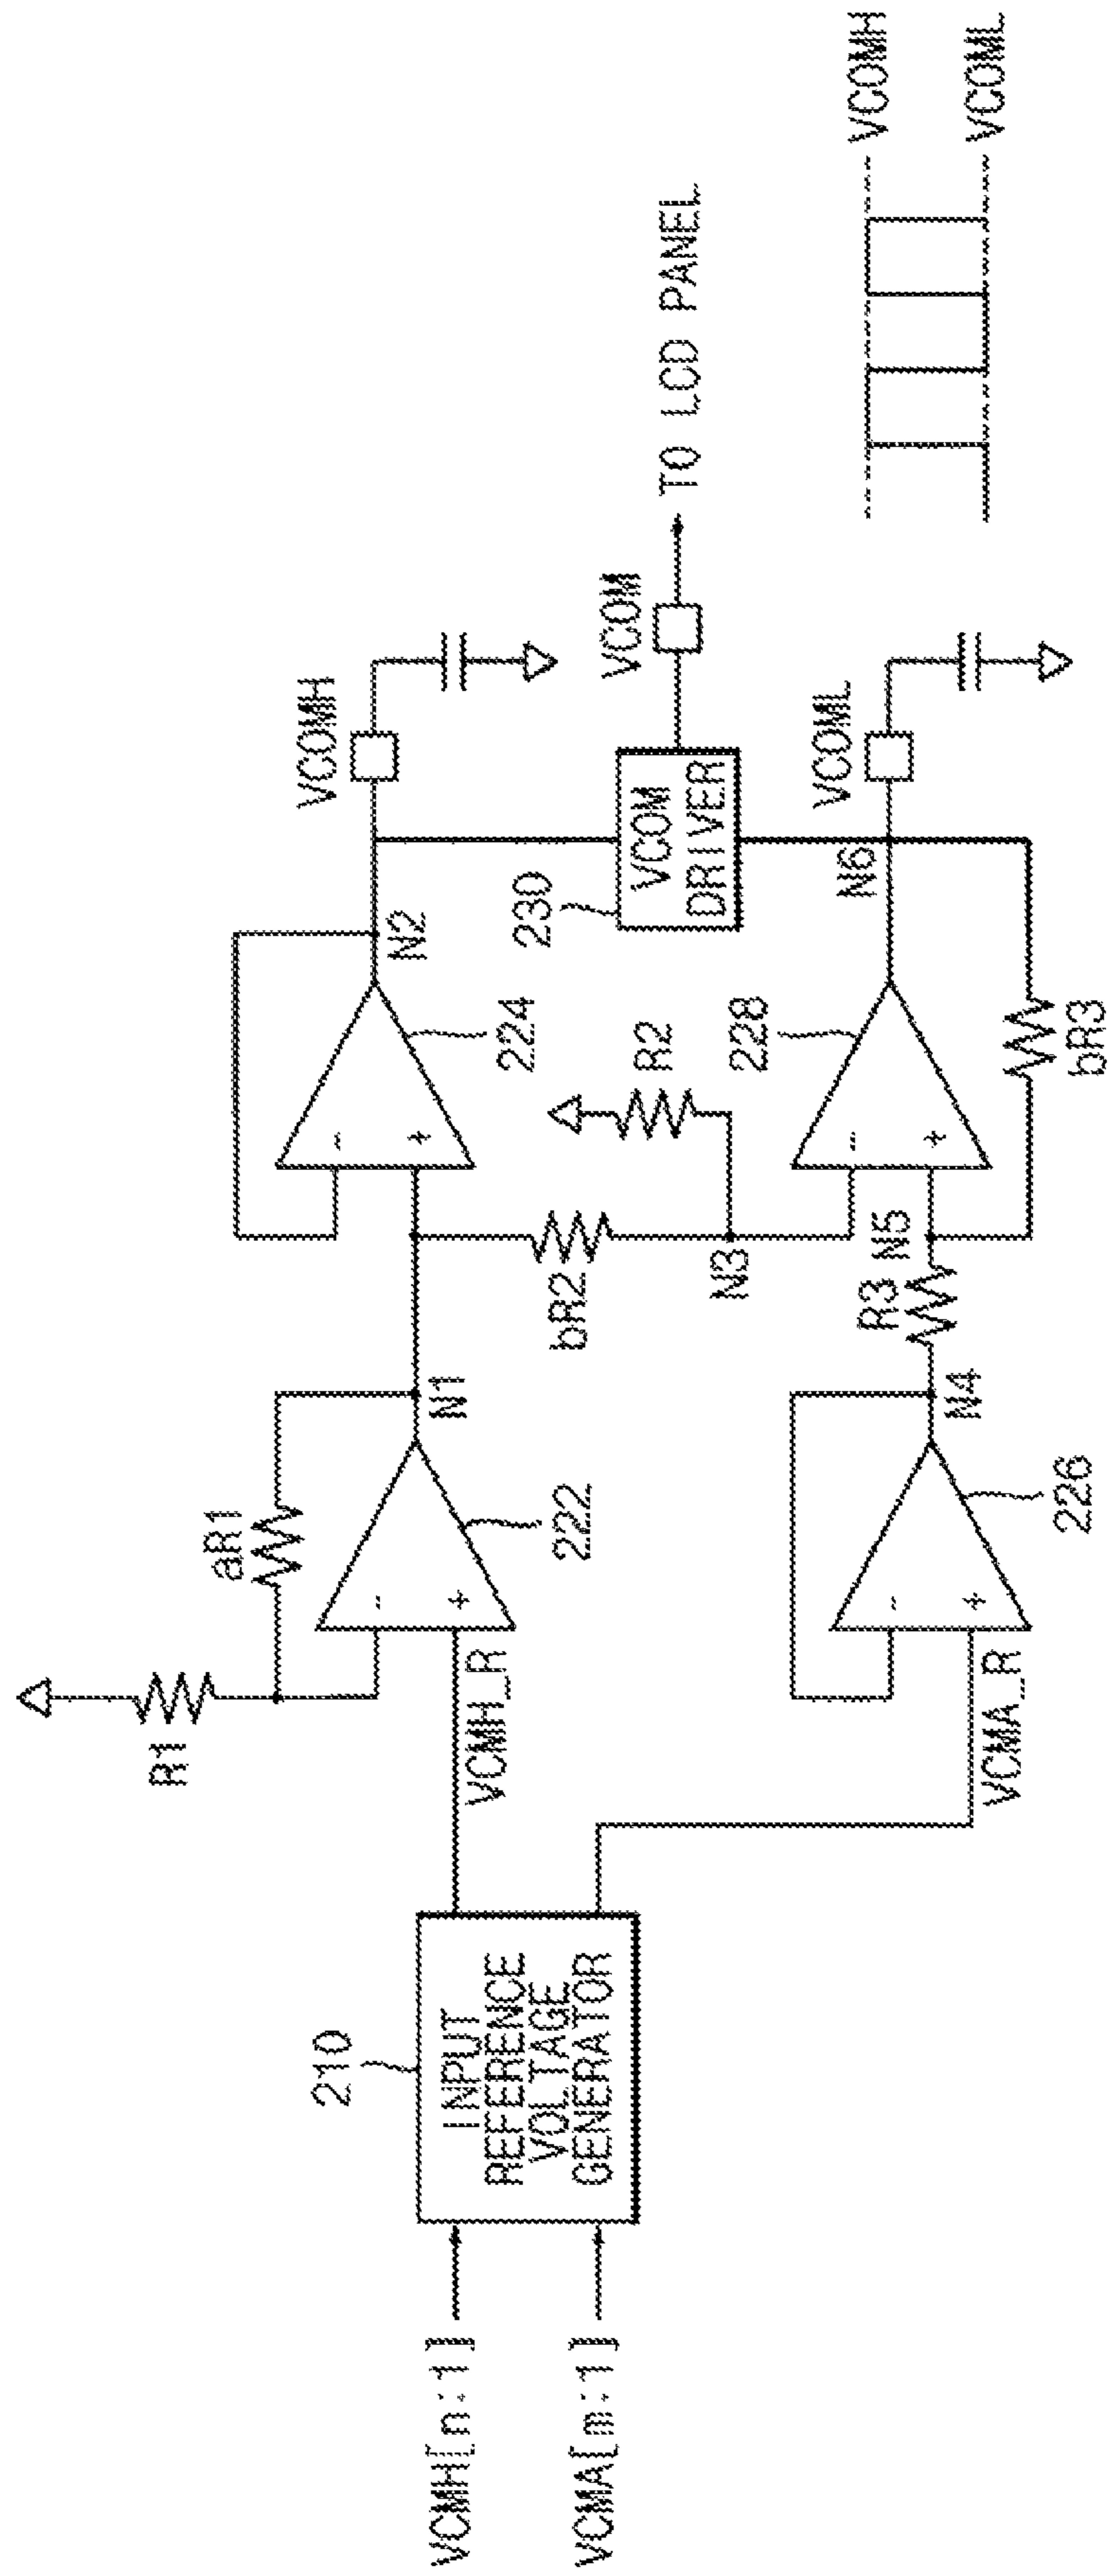 VCMH[n:1]
VCMA[m:1]
210
INPUT
REFERENCE
VOLTAGE
GENERATOR
VCMH_R
VCMA_R
R1
aR1
-
+
222
N1
-
+
226
N4
bR2
N3
R2
R3
N5
-
+
224
N2
-
+
228
N6
bR3
230
VCOM
DRIVER
VCOMH
VCOML
VCOM
TO LCD PANEL
VCOMH
VCOML